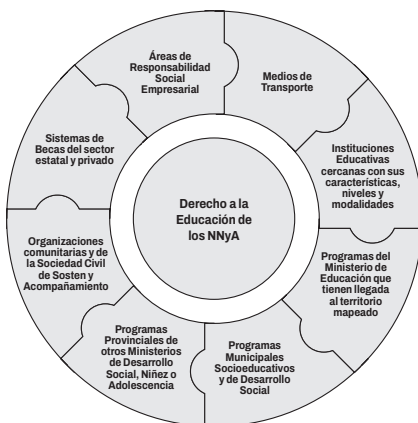 Áreas de
Responsabilidad
Social
Empresarial
Medios de
Transporte
Instituciones
Educativas
cercanas con sus
características,
niveles y
modalidades
Programas del
Ministerio de
Educación que
tienen llegada
al territorio
mapeado
Programas
Municipales
Socioeducativos
y de Desarrollo
Social
Programas
Provinciales de
otros Ministerios
de Desarrollo
Social, Niñez o
Adolescencia
Organizaciones
comunitarias y de
la Sociedad Civil
de Sosten y
Acompañamiento
Sistemas de
Becas del sector
estatal y privado
Derecho a la
Educación de
los NNyA